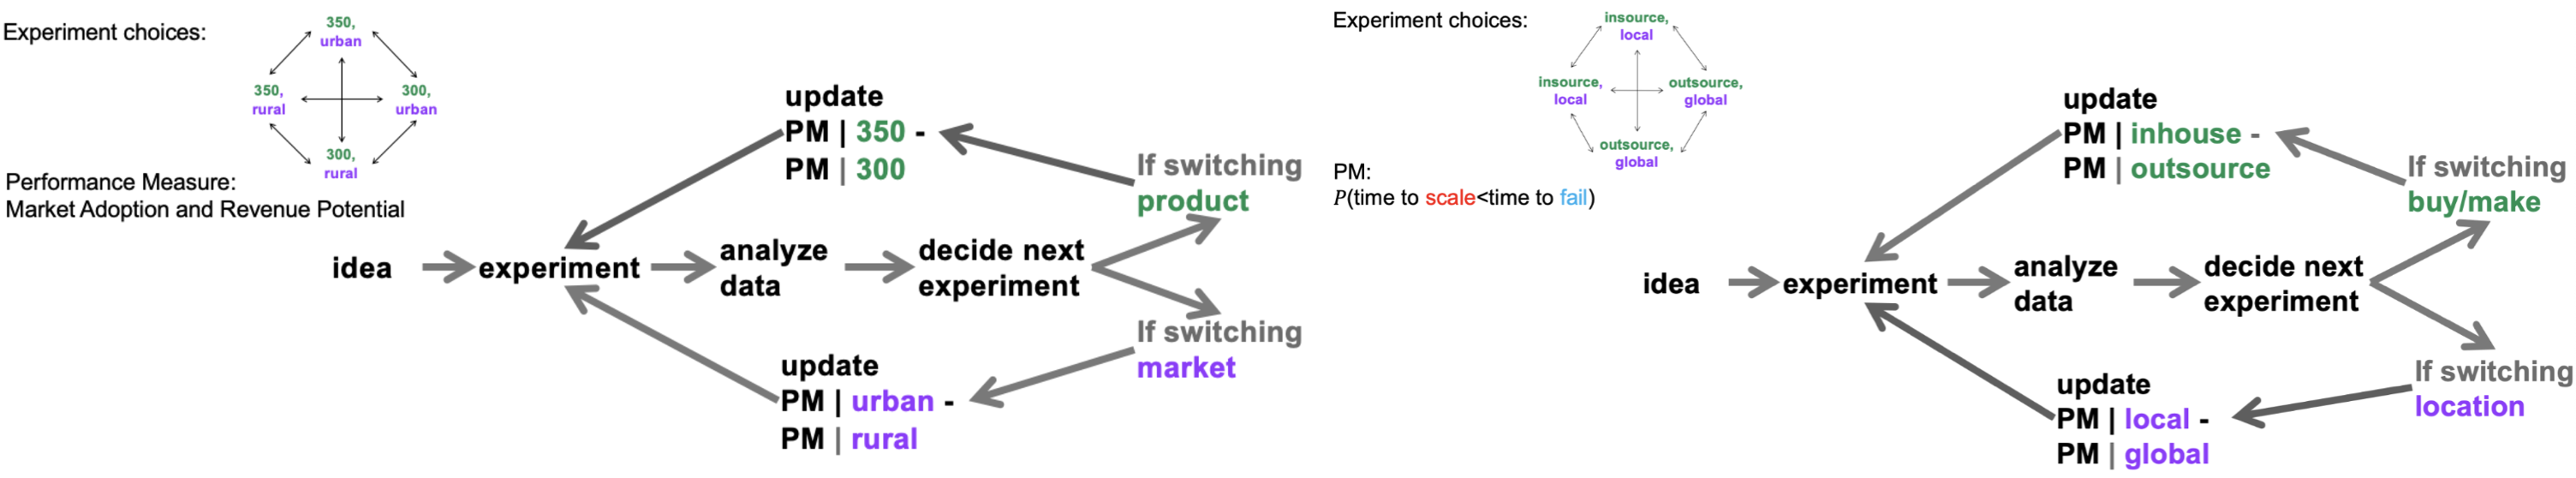 Experiment choices:
350,
urban
350,
rural
300,
urban
300,
rural
Performance Measure:
Market Adoption and Revenue Potential
idea
experiment
analyze
data
decide next
experiment
If switching
product
update
PM | 350 -
PM | 300
If switching
market
update
PM | urban -
PM | rural
Experiment choices:
insource,
local
insource,
local
outsource,
global
outsource,
global
PM:
P(time to scale<time to fail)
idea
experiment
analyze
data
decide next
experiment
If switching
buy/make
update
PM | inhouse -
PM | outsource
If switching
location
update
PM | local -
PM | global